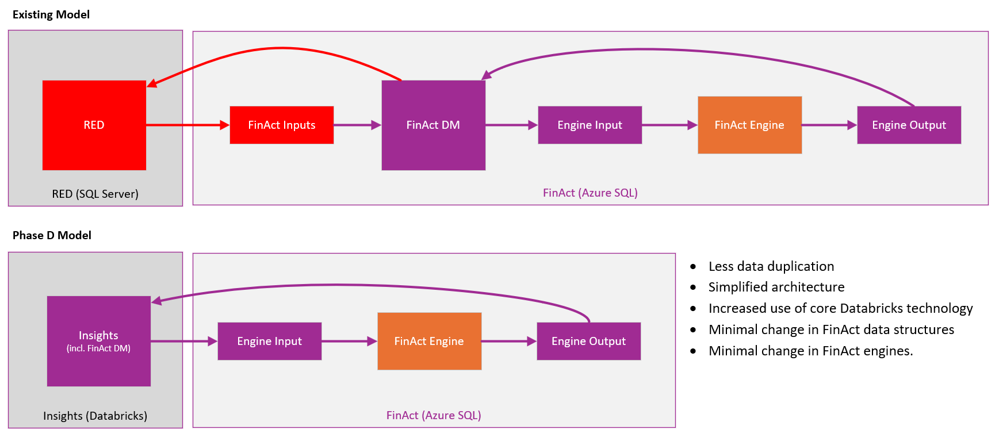 Existing Model
RED
FinAct Inputs
FinAct DM
Engine Input
FinAct Engine
Engine Output
RED (SQL Server)
FinAct (Azure SQL)
Phase D Model
Insights
(incl. FinAct DM)
Engine Input
FinAct Engine
Engine Output
Insights (Databricks)
FinAct (Azure SQL)
• Less data duplication
• Simplified architecture
• Increased use of core Databricks technology
• Minimal change in FinAct data structures
• Minimal change in FinAct engines.